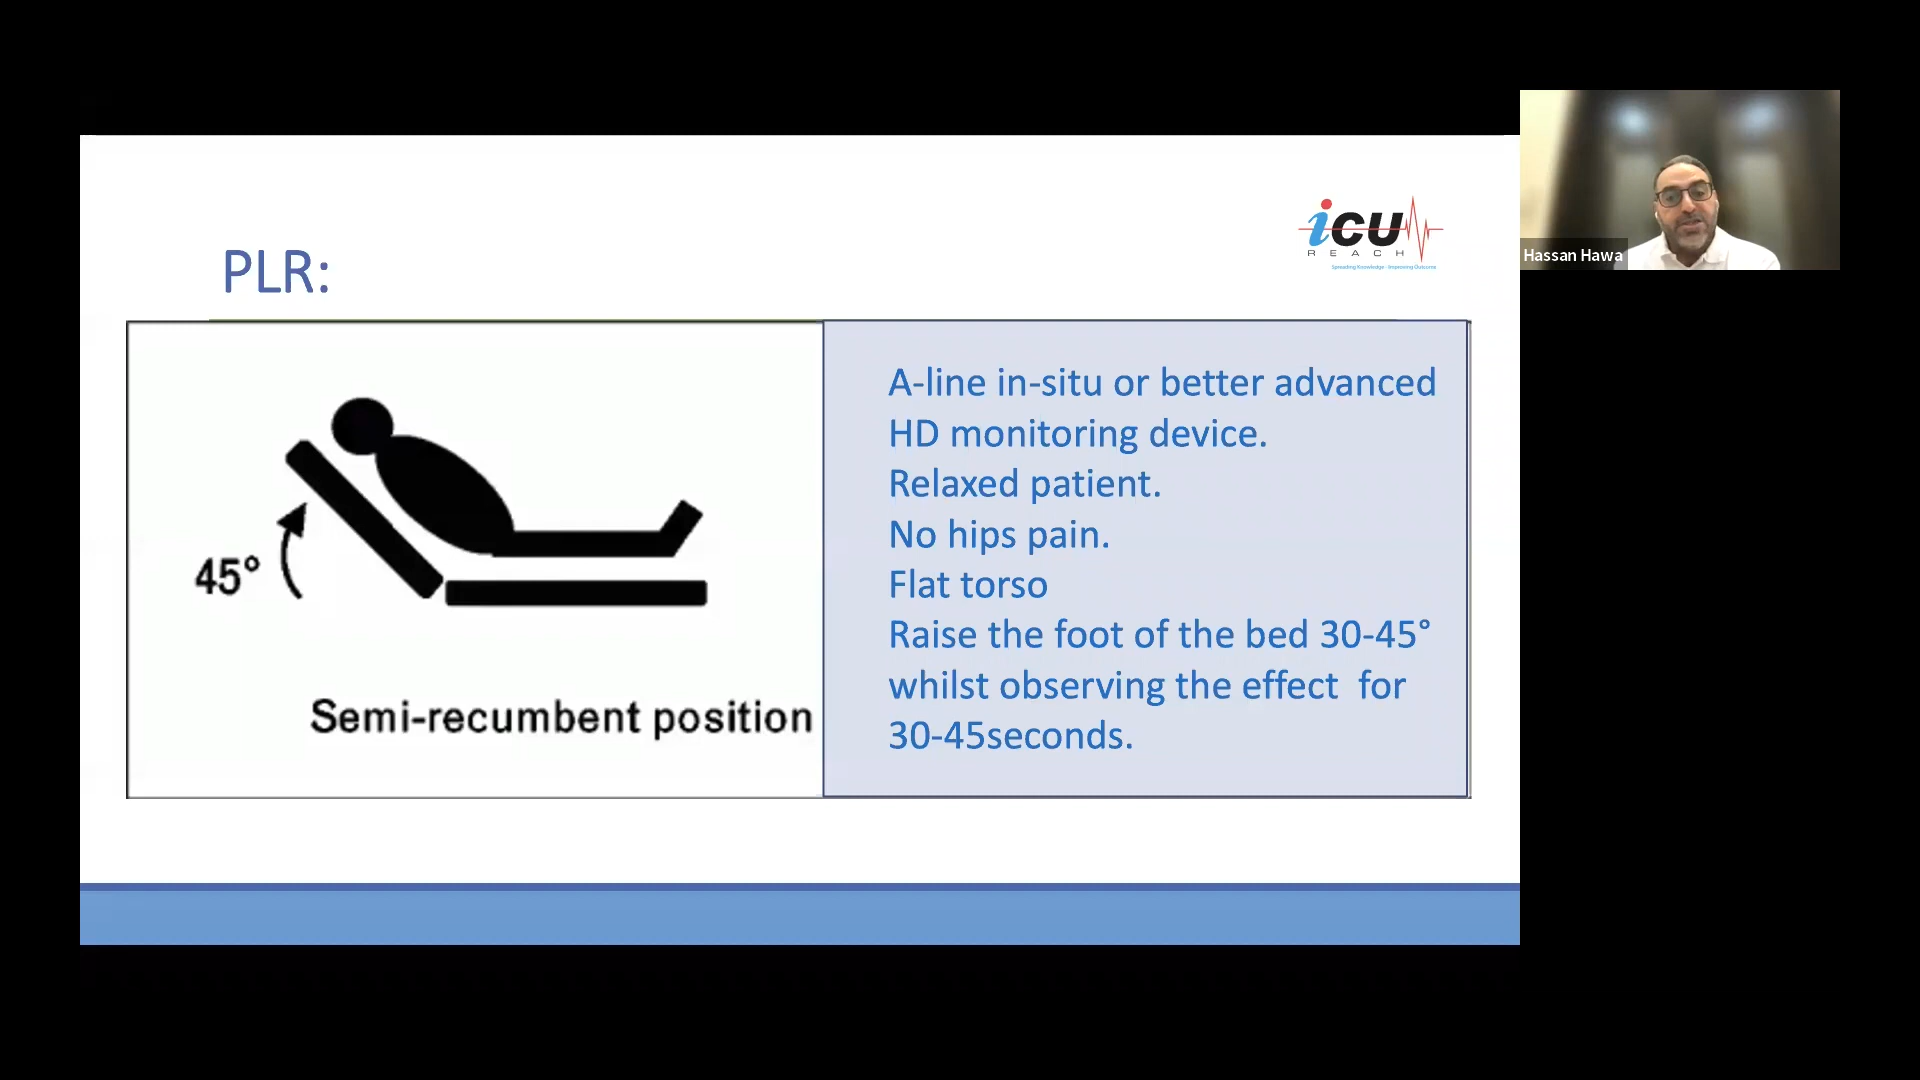 PLR:
iCU
REACH
Spreading Knowledge - Improving Outcome
Hassan Hawa
45°
Semi-recumbent position
A-line in-situ or better advanced
HD monitoring device.
Relaxed patient.
No hips pain.
Flat torso
Raise the foot of the bed 30-45°
whilst observing the effect for
30-45seconds.